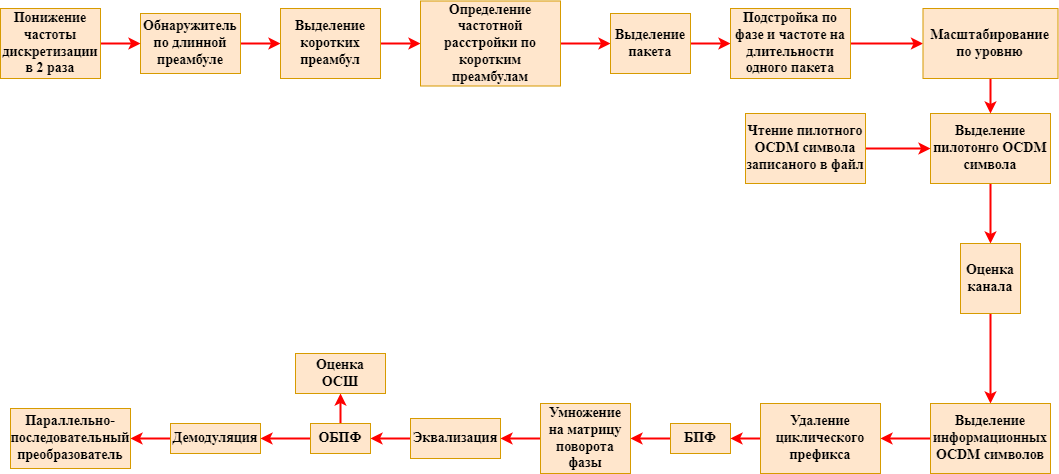 Понижение
частоты
дискретизации
в 2 раза
Обнаружитель
по длинной
преамбуле
Выделение
коротких
преамбул
Определение
частотной
расстройки по
коротким
преамбулам
Выделение
пакета
Подстройка по
фазе и частоте на
длительности
одного пакета
Масштабирование
по уровню
Чтение пилотного
OCDM символа
записаного в файл
Выделение
пилотонго OCDM
символа
Оценка
канала
Выделение
информационных
OCDM символов
Удаление
циклического
префикса
БПФ
Умножение
на матрицу
поворота
фазы
Эквализация
ОБПФ
Оценка
ОСШ
Демодуляция
Параллельно-
последовательный
преобразователь